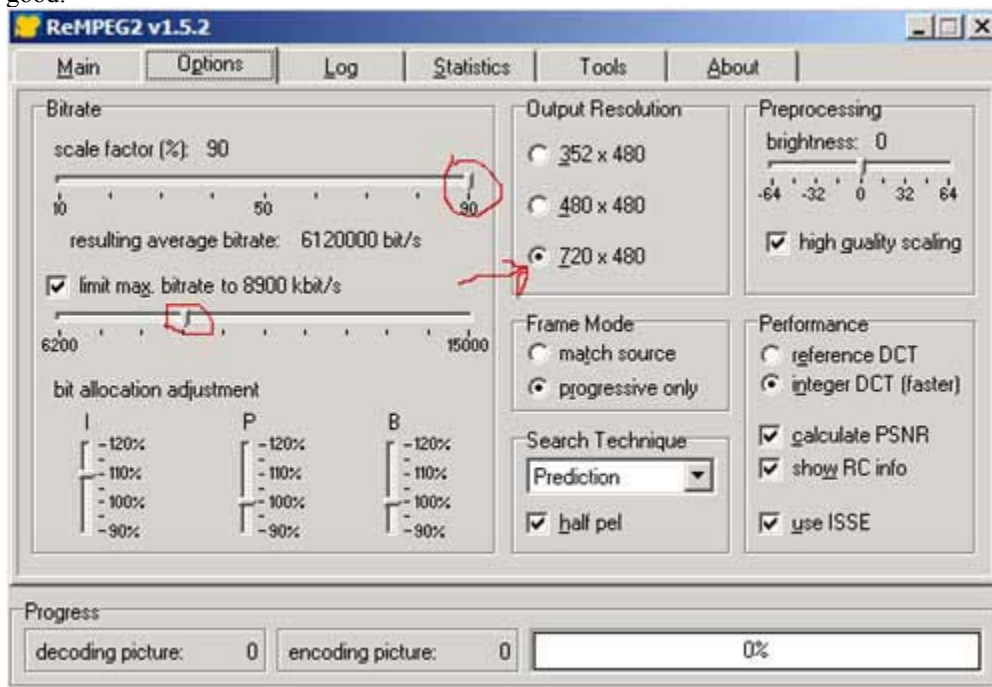 good.
ReMPEG2 v1.5.2
Main Options Log Statistics Tools About
Bitrate
scale factor (%): 90
10 50 90
resulting average bitrate: 6120000 bit/s
limit max. bitrate to 8900 kbit/s
6200 15000
bit allocation adjustment
I P B
-120% -120% -120%
-110% -110% -110%
-100% -100% -100%
-90% -90% -90%
Output Resolution
352 x 480
480 x 480
720 x 480
Frame Mode
match source
progressive only
Search Technique
Prediction
half pel
Preprocessing
brightness: 0
-64 -32 0 32 64
high quality scaling
Performance
reference DCT
integer DCT (faster)
calculate PSNR
show RC info
use ISSE
Progress
decoding picture: 0 encoding picture: 0 0%